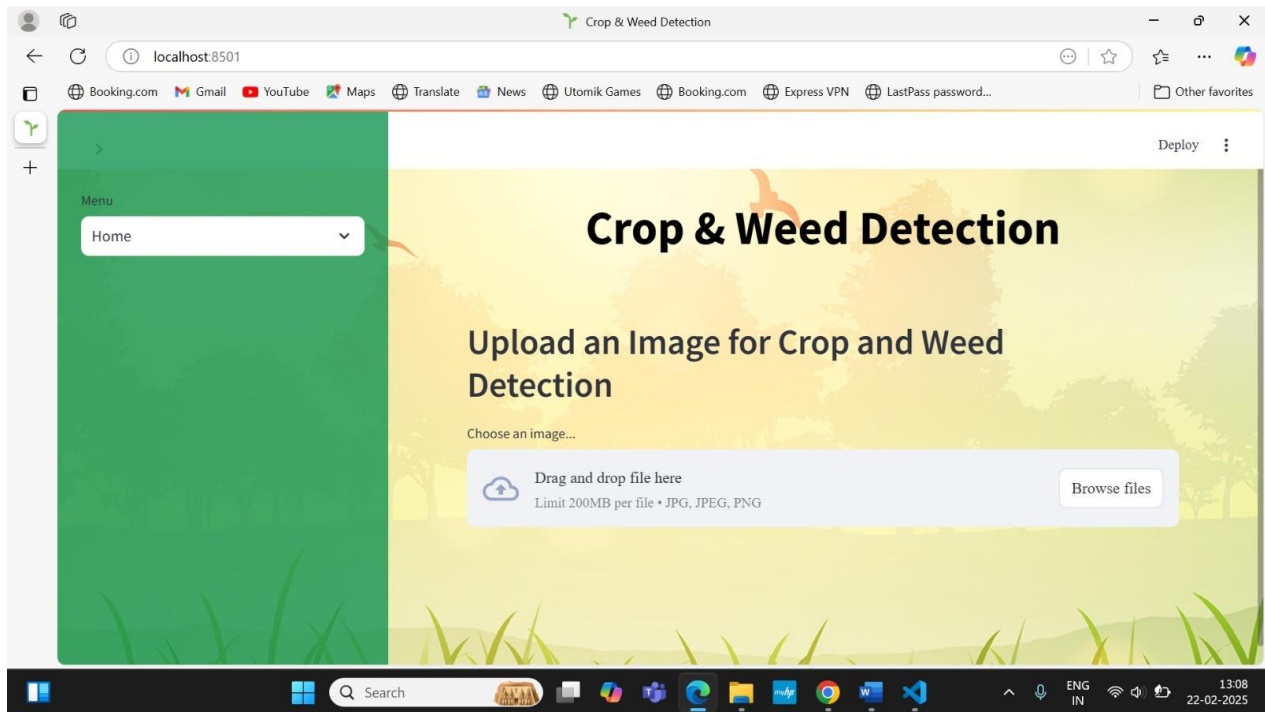 Crop & Weed Detection
localhost:8501
Booking.com Gmail YouTube Maps Translate News Utomik Games Booking.com Express VPN LastPass password... Other favorites
Deploy
Menu
Home
Crop & Weed Detection
Upload an Image for Crop and Weed
Detection
Choose an image...
Drag and drop file here
Limit 200MB per file • JPG, JPEG, PNG
Browse files
Search
myhp
ENG
IN
13:08
22-02-2025